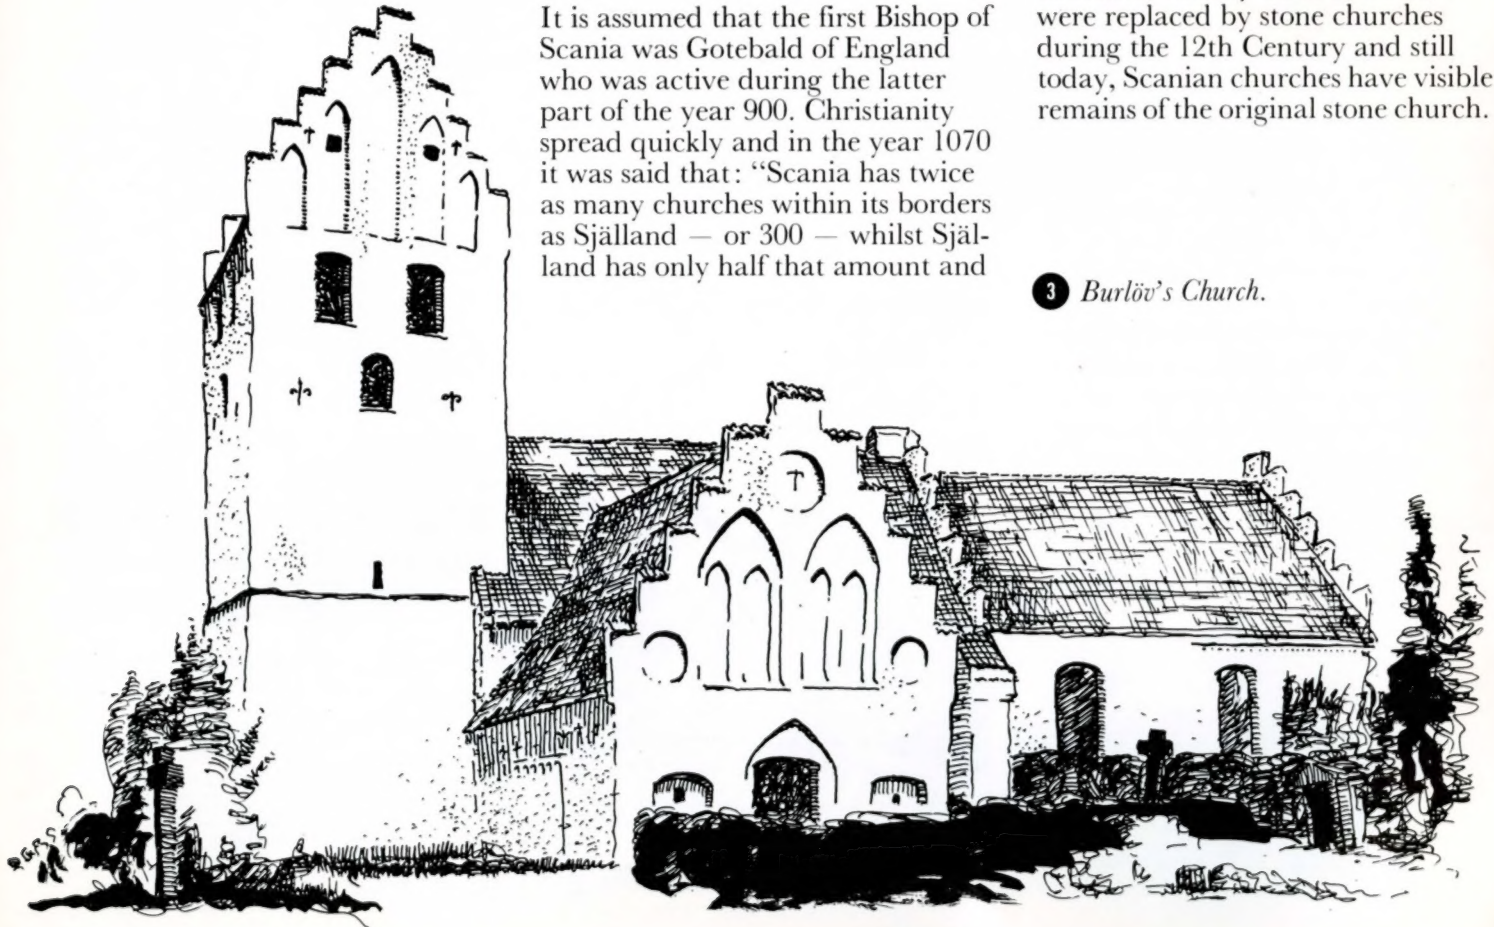 It is assumed that the first Bishop of
Scania was Gotebald of England
who was active during the latter
part of the year 900. Christianity
spread quickly and in the year 1070
it was said that: “Scania has twice
as many churches within its borders
as Själland — or 300 — whilst Själ-
land has only half that amount and
were replaced by stone churches
during the 12th Century and still
today, Scanian churches have visible
remains of the original stone church.
3 Burlöv’s Church.